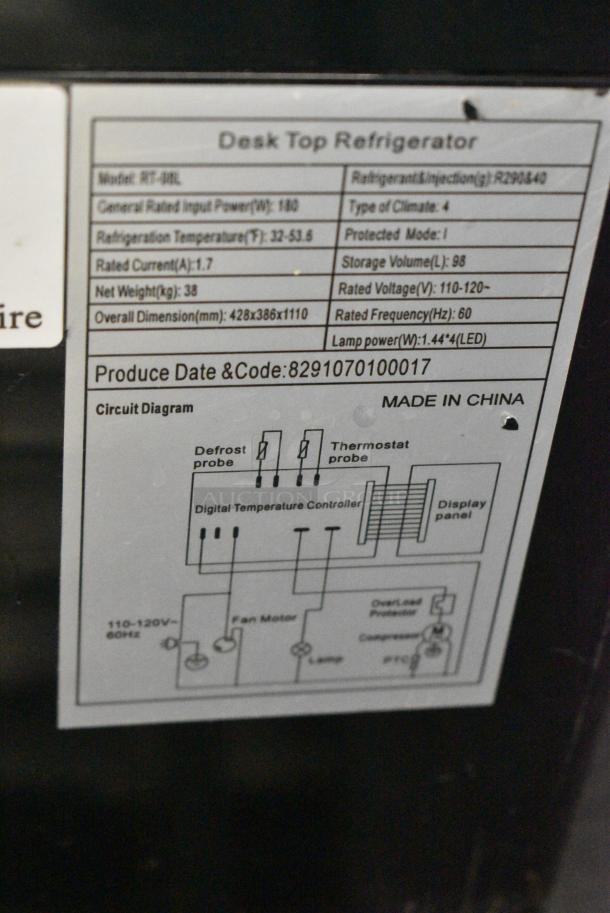 Desk Top Refrigerator
Model: RT-98L
Refrigerant&Injection(g):R290&40
General Rated Input Power(W): 180
Type of Climate: 4
Refrigeration Temperature(℉): 32-53.6
Protected Mode: I
Rated Current(A):1.7
Storage Volume(L): 98
Net Weight(kg): 38
Rated Voltage(V): 110-120~
Overall Dimension(mm): 428x386x1110
Rated Frequency(Hz): 60
Lamp power(W):1.44*4(LED)
ire
Produce Date &Code:8291070100017
Circuit Diagram
MADE IN CHINA
Defrost
probe
Thermostat
probe
AUCTION GROUP
Digital Temperature Controller
Display
panel
110-120V~
60Hz
Fan Motor
Lamp
OverLoad
Protector
Compressor
M
PTC